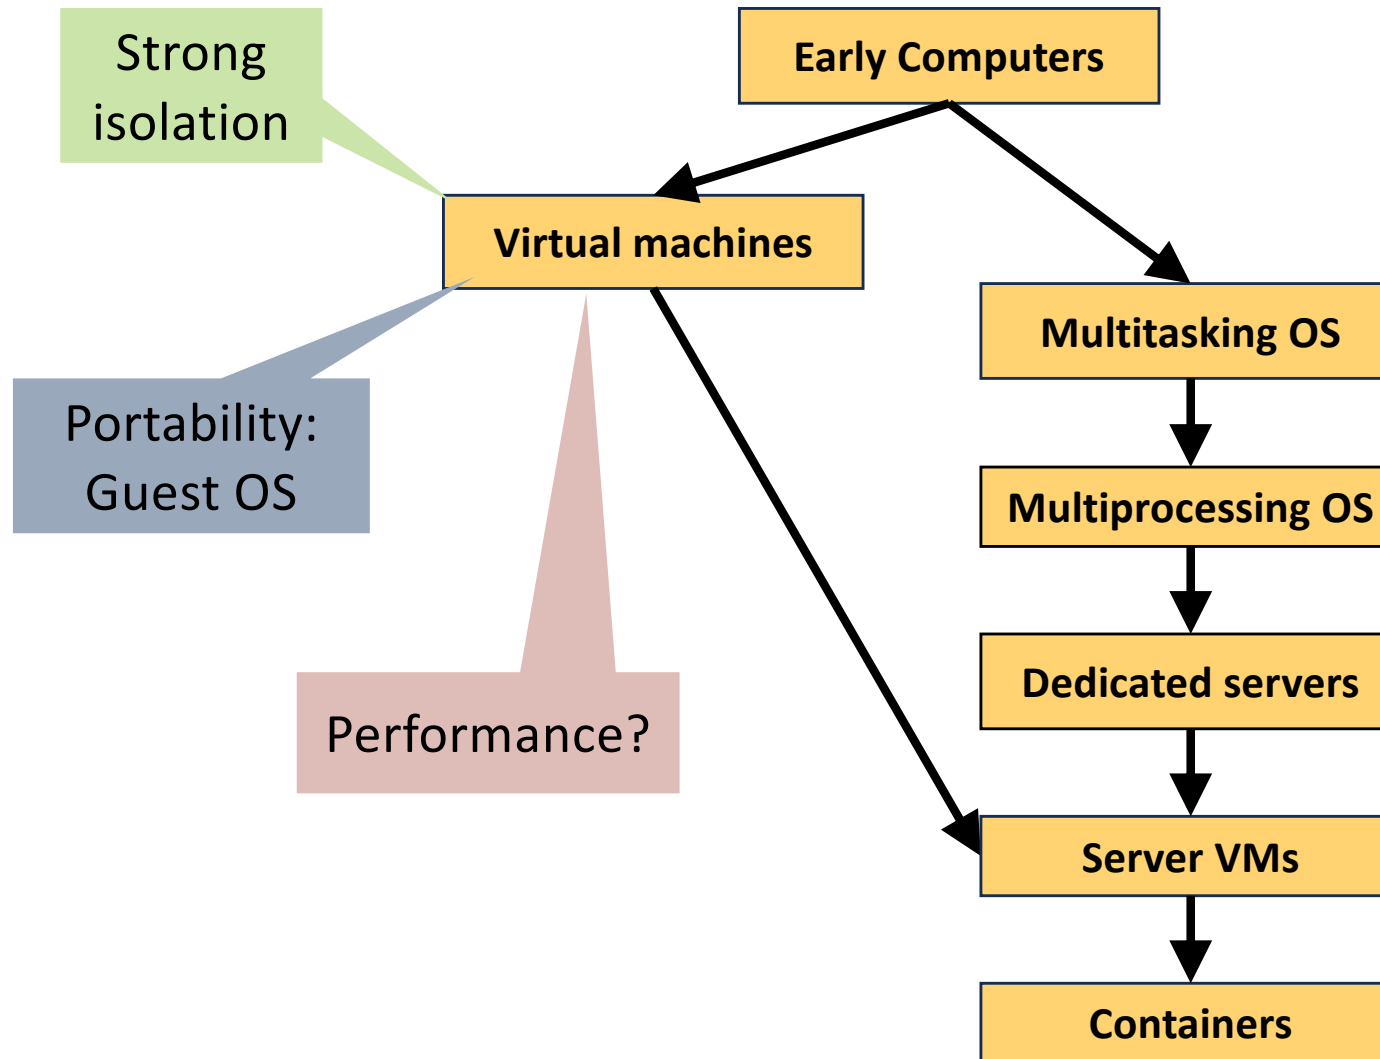 Strong
isolation
Early Computers
Virtual machines
Multitasking OS
Portability:
Guest OS
Multiprocessing OS
Dedicated servers
Performance?
Server VMs
Containers